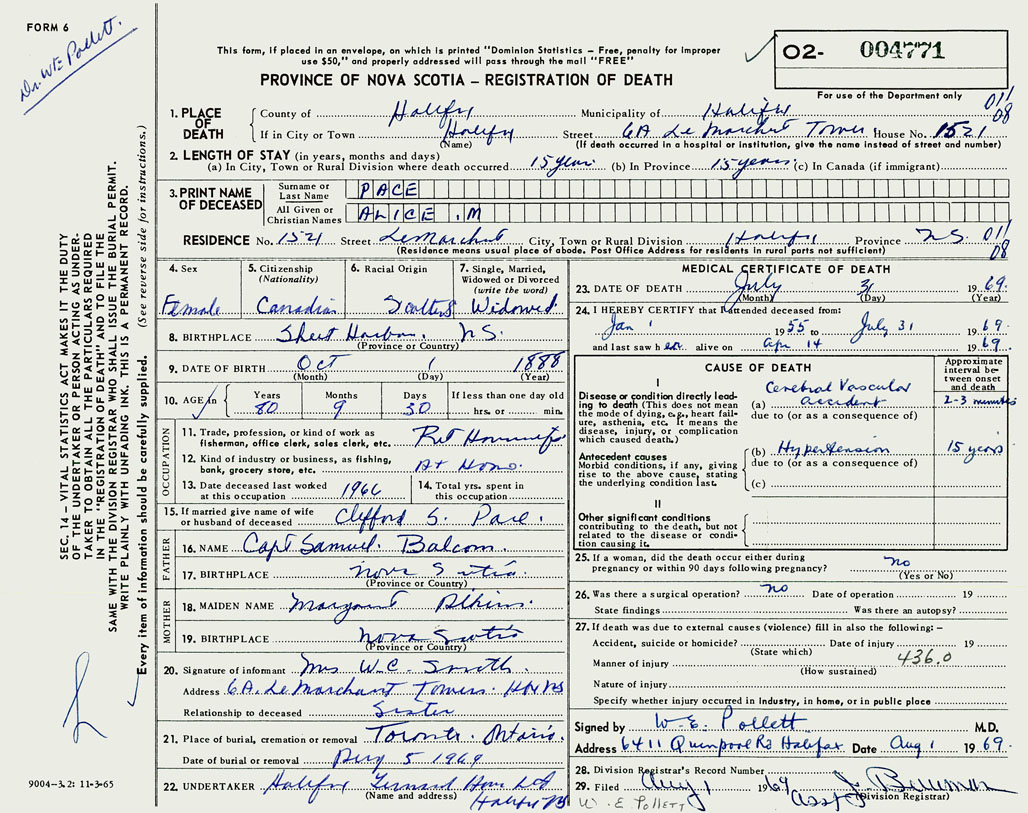 FORM 6
Dr. W E Pollett.
This form, if placed in an envelope, on which is printed "Dominion Statistics – Free, penalty for improper
use $50," and properly addressed will pass through the mail "FREE"
PROVINCE OF NOVA SCOTIA – REGISTRATION OF DEATH
O2- 004771
For use of the Department only
011
08
1. PLACE OF DEATH
County of Halifax Municipality of Halifax
If in City or Town Halifax Street 6A Le Marchant Tower House No. 1521
(Name) (If death occurred in a hospital or institution, give the name instead of street and number)
2. LENGTH OF STAY (in years, months and days)
(a) In City, Town or Rural Division where death occurred 15 years (b) In Province 15 years (c) In Canada (if immigrant)
3. PRINT NAME OF DECEASED
Surname or Last Name PACE
All Given or Christian Names ALICE .M
RESIDENCE No. 1521 Street LeMarchant City, Town or Rural Division Halifax Province N.S. 011
08
(Residence means usual place of abode. Post Office Address for residents in rural parts not sufficient)
4. Sex Female
5. Citizenship (Nationality) Canadian
6. Racial Origin
7. Single, Married, Widowed or Divorced (write the word) Widowed
8. BIRTHPLACE Sheet Harbour, N.S.
(Province or Country)
9. DATE OF BIRTH Oct 1 1888
(Month) (Day) (Year)
10. AGE in Years 80 Months 9 Days 30 If less than one day old hrs. or min.
OCCUPATION
11. Trade, profession, or kind of work as fisherman, office clerk, sales clerk, etc. Ret Housewife
12. Kind of industry or business, as fishing, bank, grocery store, etc. At Home.
13. Date deceased last worked at this occupation 1966
14. Total yrs. spent in this occupation
15. If married give name of wife or husband of deceased Clifford S. Pace.
FATHER
16. NAME Capt Samuel Balcom.
17. BIRTHPLACE Nova Scotia.
(Province or Country)
MOTHER
18. MAIDEN NAME Margaret
19. BIRTHPLACE Nova Scotia
(Province or Country)
20. Signature of informant Mrs W.C. Smith.
Address 6A. Le Marchant Towers. Hfx NS
Relationship to deceased Sister
21. Place of burial, cremation or removal Toronto. Ontario.
Date of burial or removal Aug 5 1969
22. UNDERTAKER Halifax Funeral Home Ltd
(Name and address) Halifax NS
MEDICAL CERTIFICATE OF DEATH
23. DATE OF DEATH July 31 1969.
(Month) (Day) (Year)
24. I HEREBY CERTIFY that I attended deceased from:
Jan 1 1955 to July 31 1969.
and last saw her alive on Apr 14 1969.
CAUSE OF DEATH
Approximate interval between onset and death
I
Disease or condition directly leading to death (This does not mean the mode of dying, e.g., heart failure, asthenia, etc. It means the disease, injury, or complication which caused death.)
(a) Cerebral Vascular accident 2-3 minutes
due to (or as a consequence of)
Antecedent causes
Morbid conditions, if any, giving rise to the above cause, stating the underlying condition last.
(b) Hypertension 15 years
due to (or as a consequence of)
(c)
II
Other significant conditions contributing to the death, but not related to the disease or condition causing it.
25. If a woman, did the death occur either during pregnancy or within 90 days following pregnancy? no
(Yes or No)
26. Was there a surgical operation? no Date of operation 19
State findings Was there an autopsy?
27. If death was due to external causes (violence) fill in also the following: –
Accident, suicide or homicide? Date of injury 19
(State which)
Manner of injury 436.0
(How sustained)
Nature of injury
Specify whether injury occurred in industry, in home, or in public place
Signed by W. E. Pollett M.D.
Address 6411 Quinpool Rd Halifax Date Aug 1 1969.
28. Division Registrar's Record Number
29. Filed Aug 1 1969 Asst
(Division Registrar)
W. E POLLETT
SEC. 14 – VITAL STATISTICS ACT MAKES IT THE DUTY
OF THE UNDERTAKER OR PERSON ACTING AS UNDER-
TAKER TO OBTAIN ALL THE PARTICULARS REQUIRED
IN THE "REGISTRATION OF DEATH" AND TO FILE THE
SAME WITH THE DIVISION REGISTRAR WHO SHALL ISSUE THE BURIAL PERMIT.
WRITE PLAINLY WITH UNFADING INK. THIS IS A PERMANENT RECORD.
Every item of information should be carefully supplied. (See reverse side for instructions.)
9004–3.2: 11-3-65